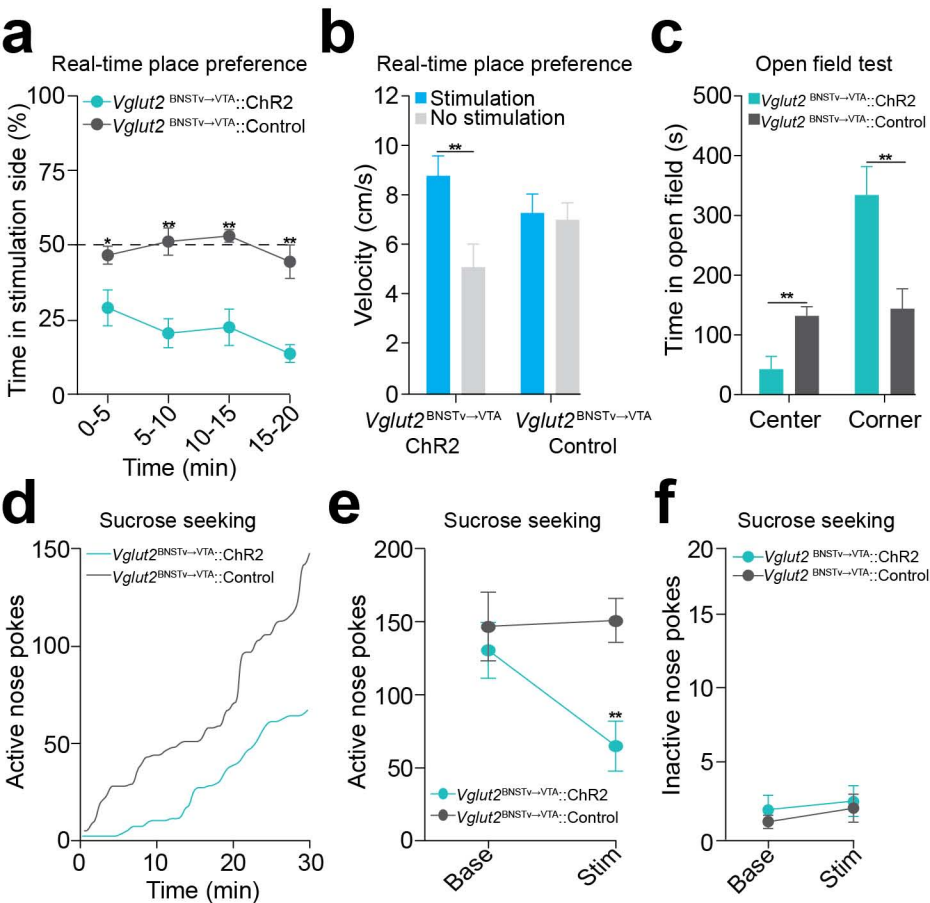 a
Real-time place preference
Time in stimulation side (%)
100
75
50
25
0
Vglut2 BNSTv→VTA::ChR2
Vglut2 BNSTv→VTA::Control
*
**
**
**
0-5
5-10
10-15
15-20
Time (min)
b
Real-time place preference
Velocity (cm/s)
12
10
8
6
4
2
0
Stimulation
No stimulation
**
Vglut2BNSTv→VTA
ChR2
Vglut2BNSTv→VTA
Control
c
Open field test
Time in open field (s)
500
400
300
200
100
0
Vglut2 BNSTv→VTA::ChR2
Vglut2 BNSTv→VTA::Control
**
**
Center
Corner
d
Sucrose seeking
Active nose pokes
150
100
50
0
Vglut2BNSTv→VTA::ChR2
Vglut2BNSTv→VTA::Control
0
10
20
30
Time (min)
e
Sucrose seeking
Active nose pokes
200
150
100
50
0
**
Vglut2BNSTv→VTA::ChR2
Vglut2BNSTv→VTA::Control
Base
Stim
f
Sucrose seeking
Inactive nose pokes
20
15
10
5
0
Vglut2 BNSTv→VTA::ChR2
Vglut2 BNSTv→VTA::Control
Base
Stim